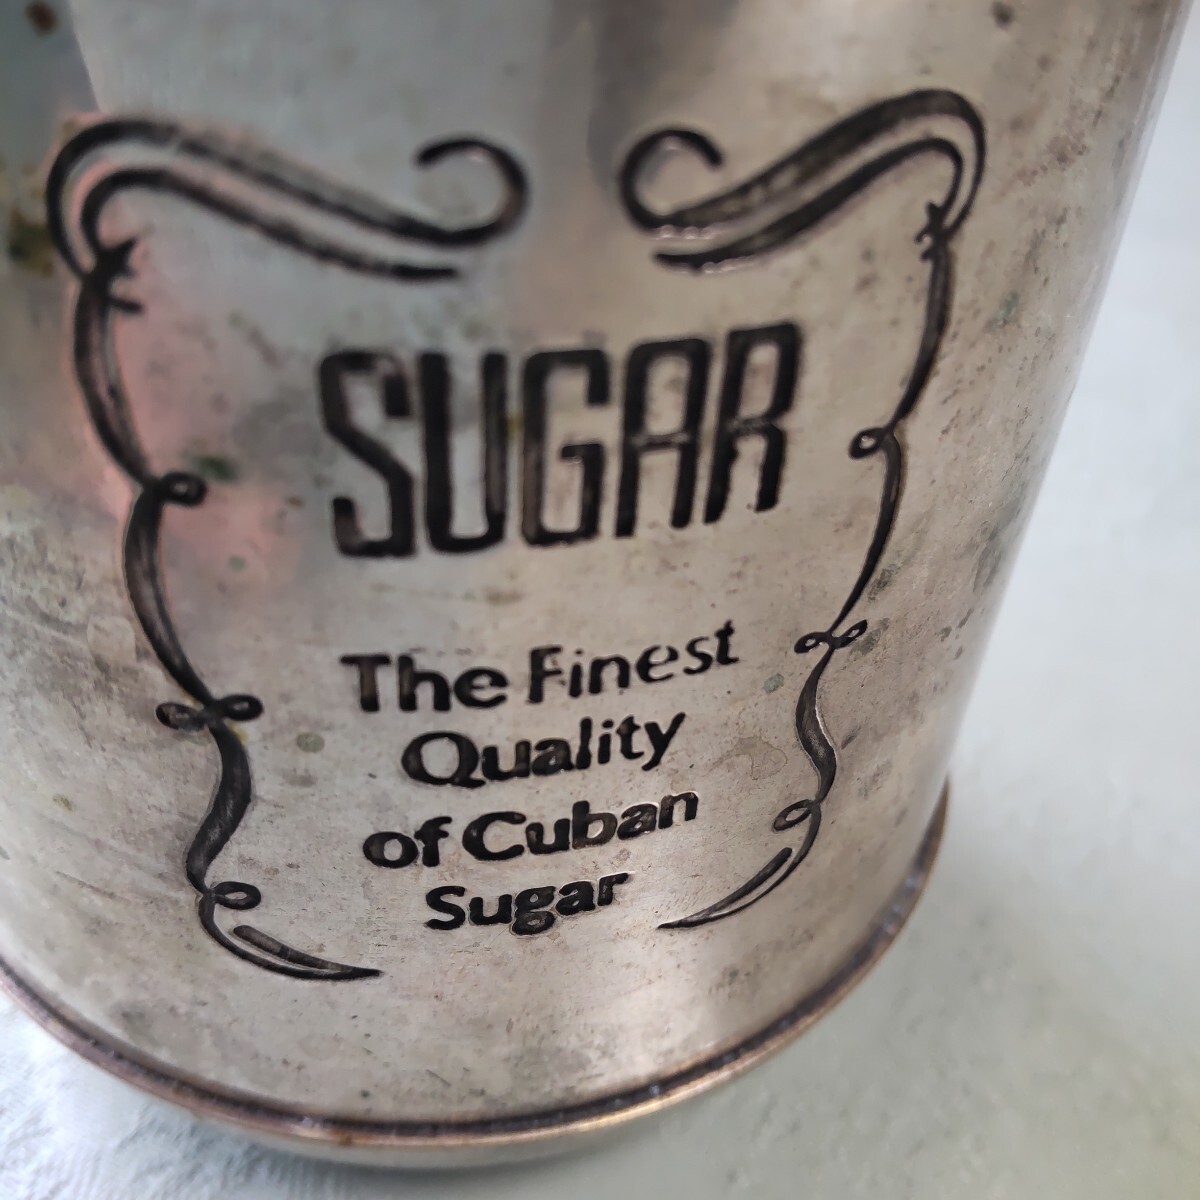 SUGAR
The Finest
Quality
of Cuban
Sugar